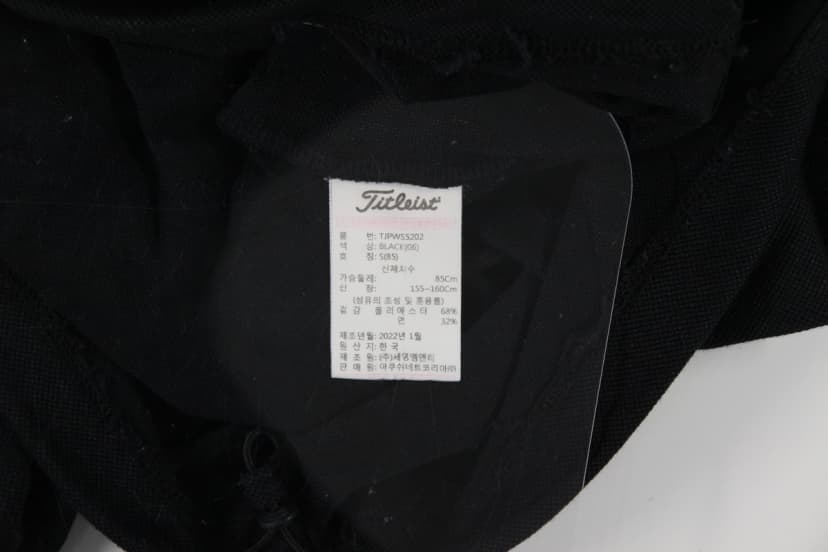 Titleist
품 번: TJPWSS202
색 상: BLACK(06)
호 칭: S(85)
신체치수
가슴둘레: 85Cm
신 장: 155~160Cm
(섬유의 조성 및 혼용률)
겉 감 폴 리 에 스 터 68%
면 32%
제조년월: 2022년 1월
원 산 지: 한 국
제 조 원: (주)세영엠엔티
판 매 원: 아쿠쉬네트코리아㈜